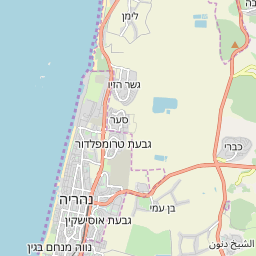 לימן
גשר הזיו
סער
גבעת טרומפלדור
כברי
נהריה
בן עמי
גבעת אוסישקין
الشيخ دنون
נווה מנחם בגין